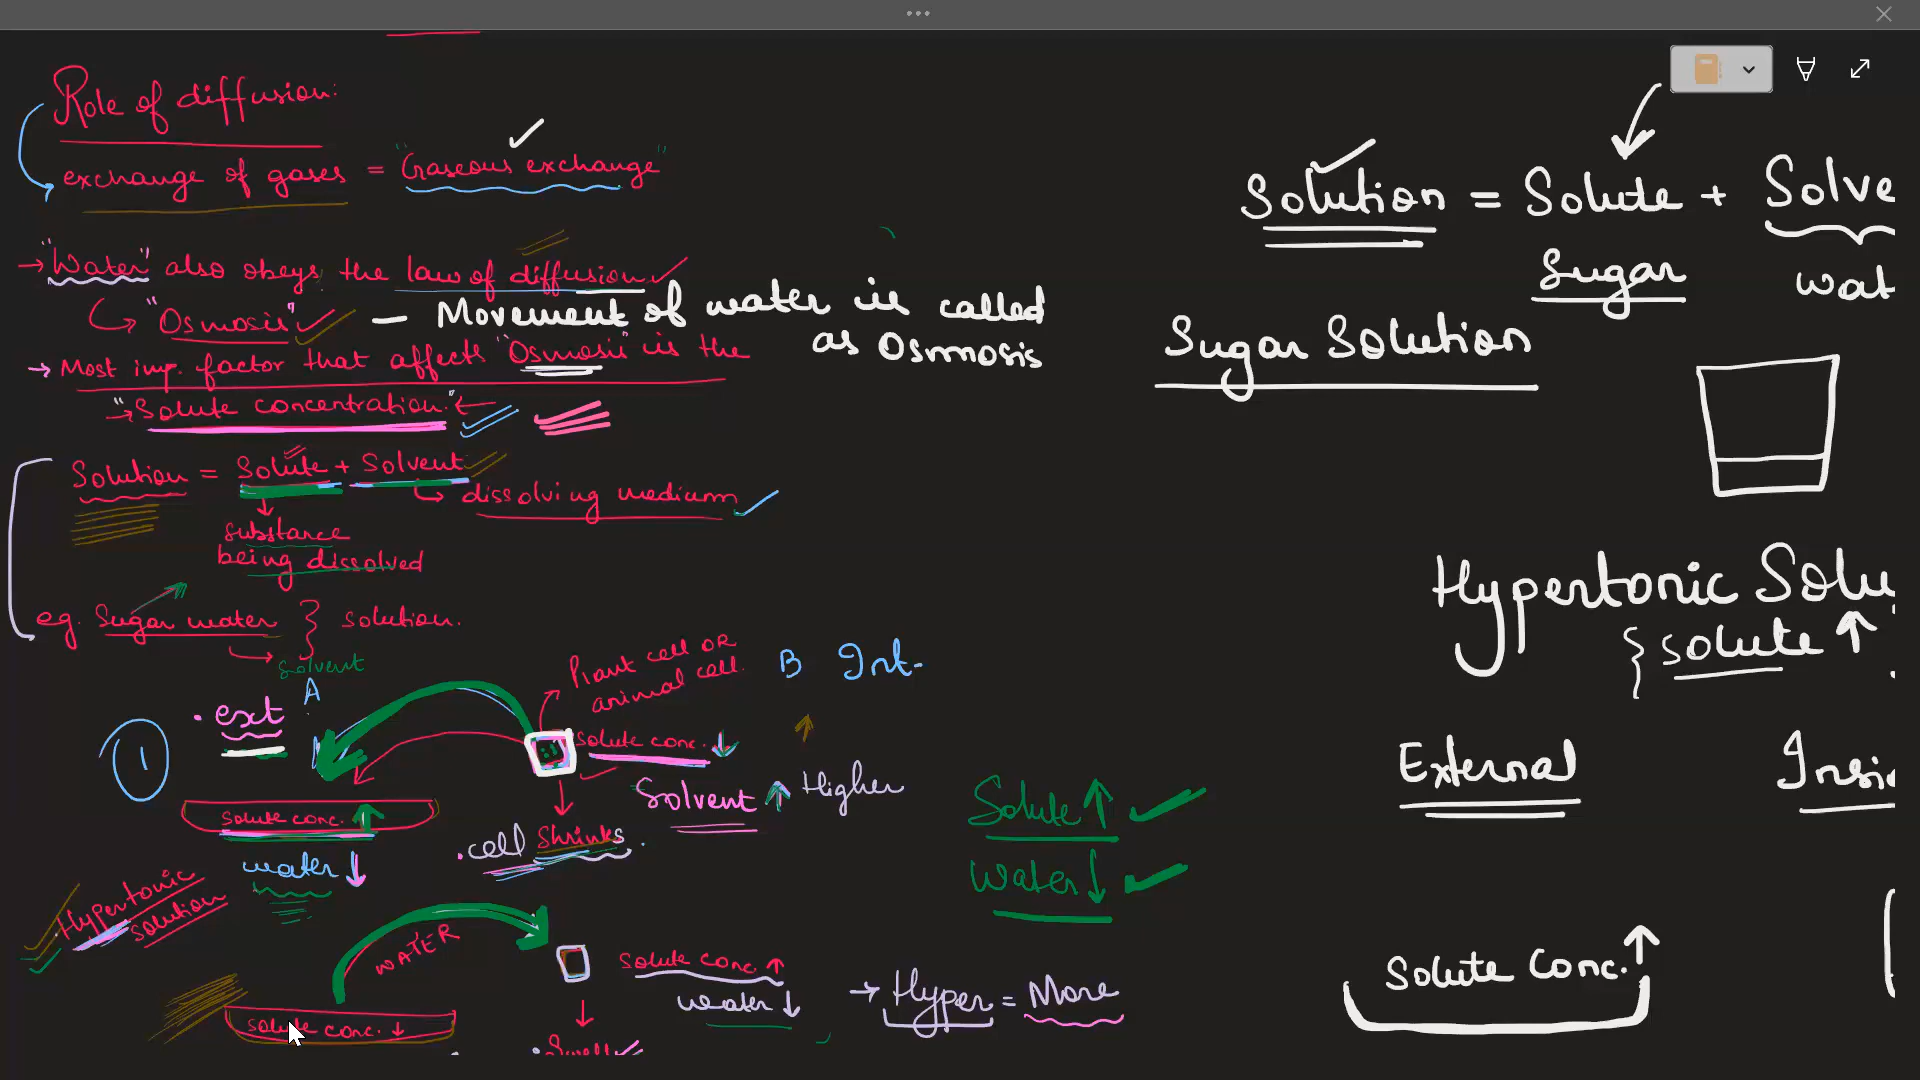 Role of diffusion:
exchange of gases = "Gaseous exchange"
→ "Water" also obeys the law of diffusion.
"Osmosis" — Movement of water is called
as Osmosis
→ Most imp. factor that affects "Osmosis" is the
→ "Solute concentration."
Solution = Solute + Solvent
→ dissolving medium
substance
being dissolved
eg. Sugar water } solution.
solvent
A
Plant cell or
animal cell.
B Int.
1
. ext
solute conc. ↓
Solvent ↑ Higher
solute conc. ↑
water ↓
. cell shrinks.
Hypertonic
solution
WATER
solute conc. ↑
water ↓
solute conc. ↓
. Swell
→ Hyper = More
Solute ↑
Water ↓
Solution = Solute + Solve
Sugar
wat
Sugar Solution
Hypertonic Solu
{ solute ↑
External
Insi
Solute Conc. ↑